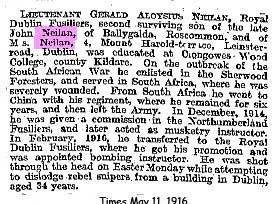 LIEUTENANT GERALD ALOYSIUS NEILAN, Royal
Dublin Fusiliers, second surviving son of the late
John Neilan, of Ballygalda, Roscommon, and of
Neilan, 4, Mount Harold-terrace, Leinster-
road, Dublin, was educated at Clongowes Wood
College, county Kildare. On the outbreak of the
South African War he enlisted in the Sherwood
Foresters, and served in South Africa, where he was
severely wounded. From South Africa he went to
China with his regiment, where he remained for six
years, and then left the Army. In December, 1914,
he was given a commission in the Northumberland
Fusiliers, and later acted as musketry instructor.
In February, 1916, he transferred to the Royal
Dublin Fusiliers, where he got his promotion and
was appointed bombing instructor. He was shot
through the head on Easter Monday while attempting
to dislodge rebel snipers from a building in Dublin,
aged 34 years.
Times May 11, 1916